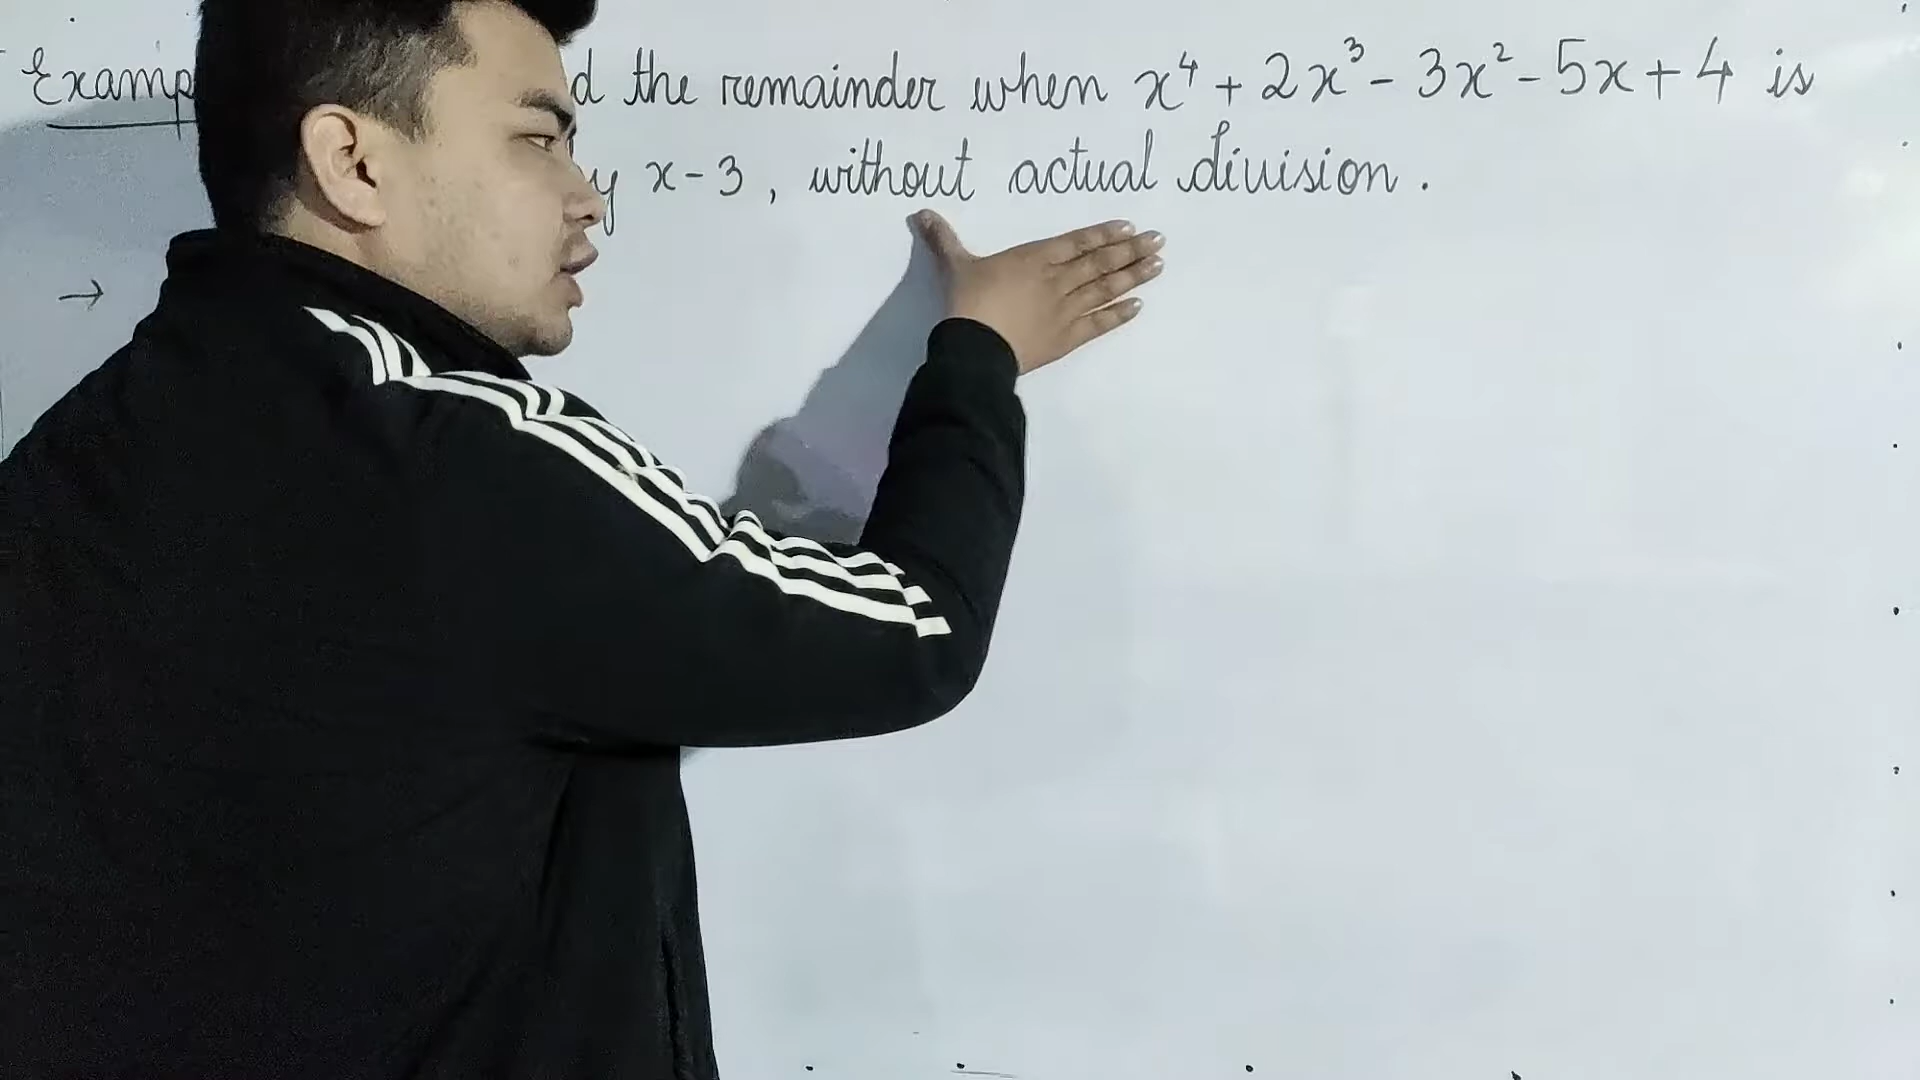 Examp d the remainder when x⁴ + 2x³ - 3x² - 5x + 4 is
y x - 3 , without actual division .
→